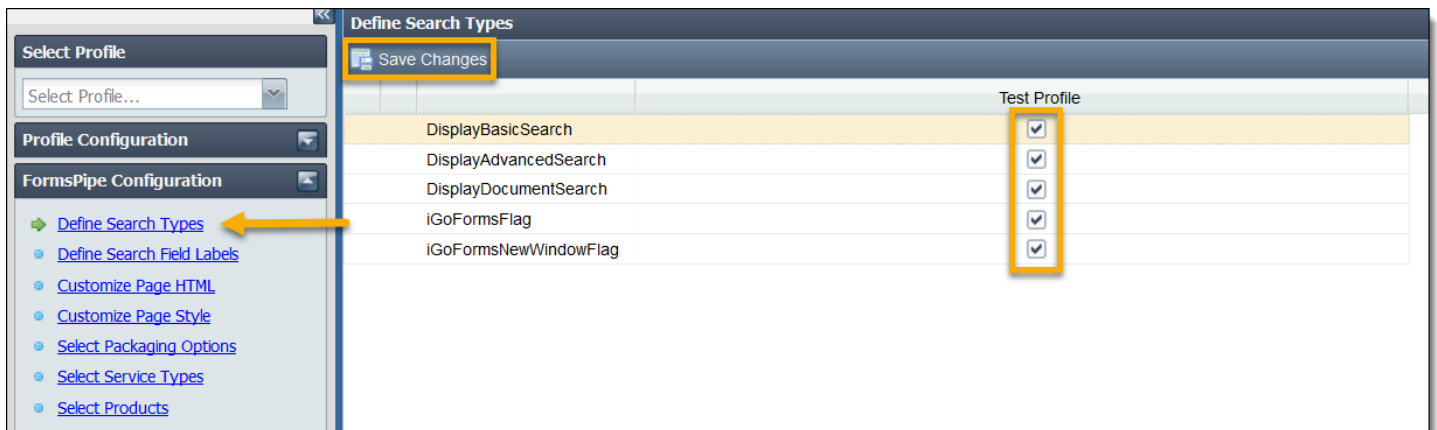 Select Profile
Select Profile...
Profile Configuration
FormsPipe Configuration
Define Search Types
Define Search Field Labels
Customize Page HTML
Customize Page Style
Select Packaging Options
Select Service Types
Select Products
Define Search Types
Save Changes
Test Profile
DisplayBasicSearch
DisplayAdvancedSearch
DisplayDocumentSearch
iGoFormsFlag
iGoFormsNewWindowFlag